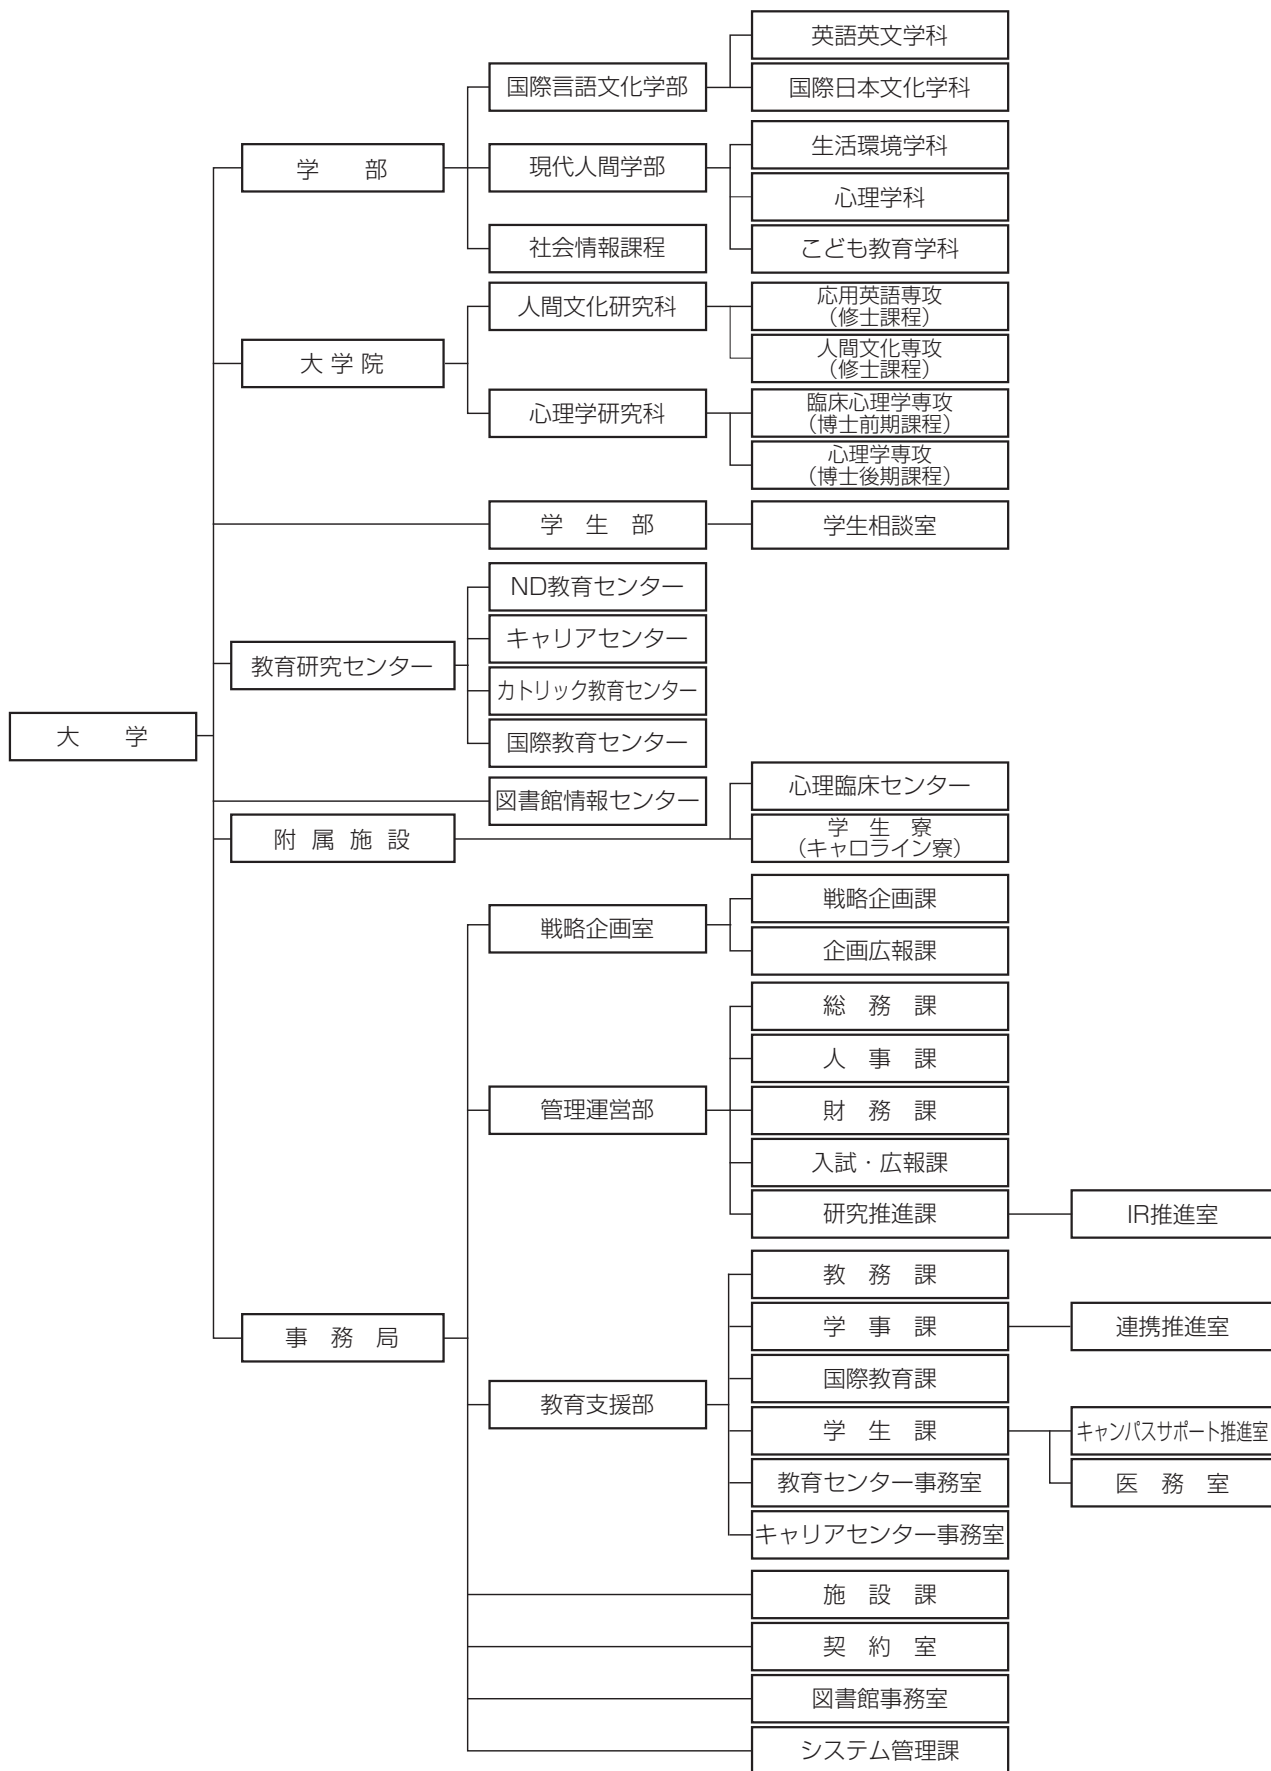 英語英文学科
国際言語文化学部
国際日本文化学科
生活環境学科
学　部
現代人間学部
心理学科
社会情報課程
こども教育学科
人間文化研究科
応用英語専攻
（修士課程）
大学院
人間文化専攻
（修士課程）
心理学研究科
臨床心理学専攻
（博士前期課程）
心理学専攻
（博士後期課程）
学　生　部
学生相談室
ND教育センター
キャリアセンター
教育研究センター
カトリック教育センター
大　学
国際教育センター
図書館情報センター
心理臨床センター
附属施設
学　生　寮
（キャロライン寮）
戦略企画室
戦略企画課
企画広報課
総　務　課
人　事　課
管理運営部
財　務　課
入試・広報課
研究推進課
IR推進室
教　務　課
事　務　局
学　事　課
連携推進室
国際教育課
教育支援部
学　生　課
キャンパスサポート推進室
教育センター事務室
医　務　室
キャリアセンター事務室
施　設　課
契　約　室
図書館事務室
システム管理課